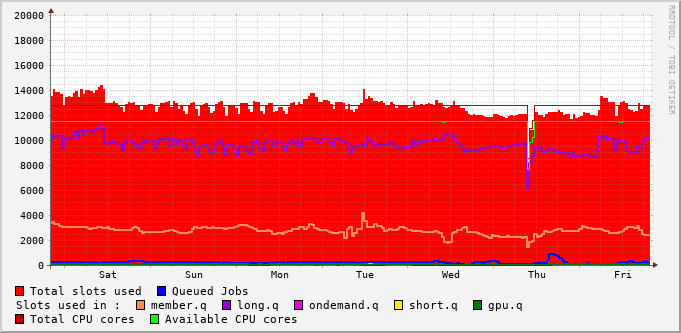 20000
18000
16000
14000
12000
10000
8000
6000
4000
2000
0
Sat Sun Mon Tue Wed Thu Fri
Total slots used Queued Jobs
Slots used in : member.q long.q ondemand.q short.q gpu.q
Total CPU cores Available CPU cores
RRDTOOL / TOBI OETIKER